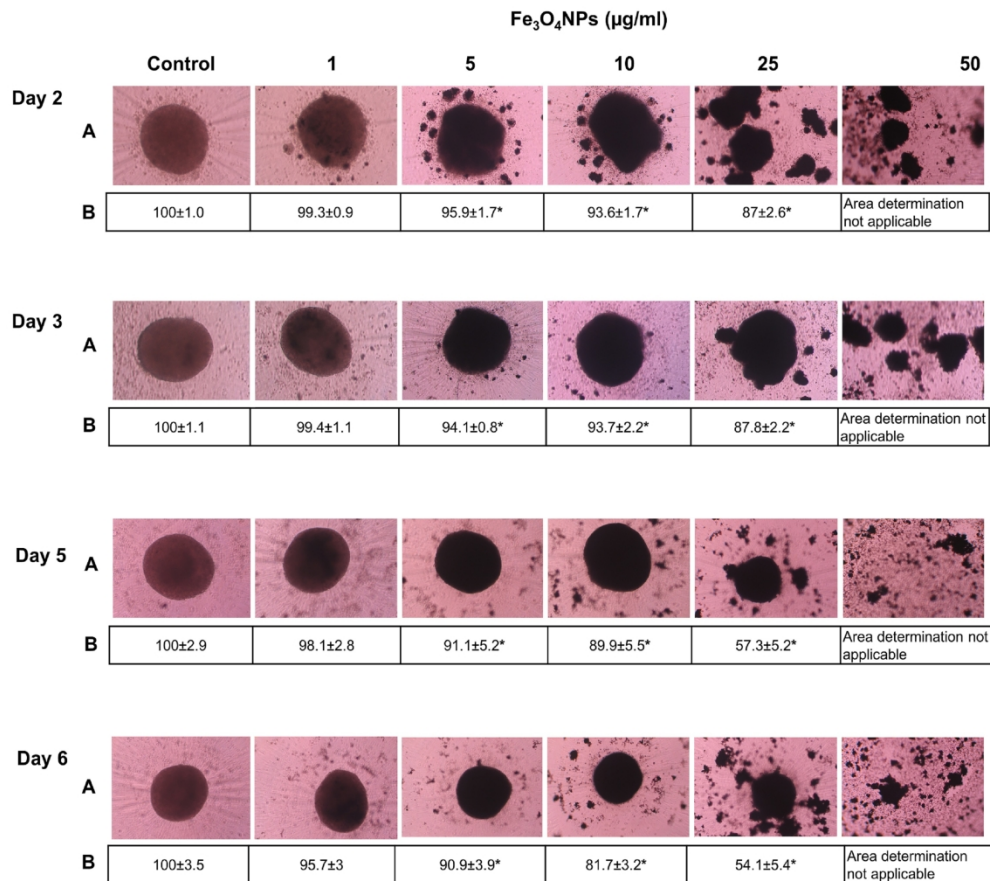 Fe₃O₄NPs (µg/ml)
Control 1 5 10 25 50
Day 2
A
B 100±1.0 99.3±0.9 95.9±1.7* 93.6±1.7* 87±2.6* Area determination
not applicable
Day 3
A
B 100±1.1 99.4±1.1 94.1±0.8* 93.7±2.2* 87.8±2.2* Area determination not
applicable
Day 5
A
B 100±2.9 98.1±2.8 91.1±5.2* 89.9±5.5* 57.3±5.2* Area determination not
applicable
Day 6
A
B 100±3.5 95.7±3 90.9±3.9* 81.7±3.2* 54.1±5.4* Area determination
not applicable